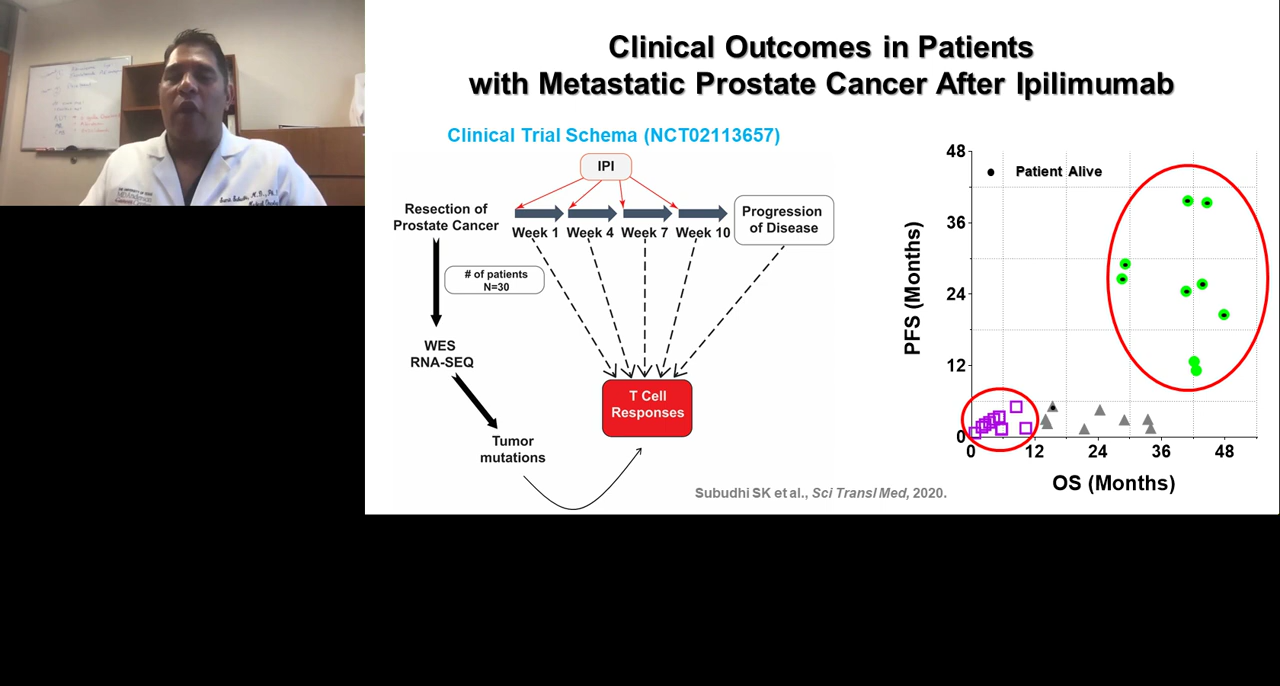 Clinical Outcomes in Patients
with Metastatic Prostate Cancer After Ipilimumab
Clinical Trial Schema (NCT02113657)
IPI
Resection of
Prostate Cancer
Week 1
Week 4
Week 7
Week 10
Progression
of Disease
# of patients
N=30
WES
RNA-SEQ
T Cell
Responses
Tumor
mutations
Subudhi SK et al., Sci Transl Med, 2020.
Patient Alive
PFS (Months)
48
36
24
12
0
0
12
24
36
48
OS (Months)